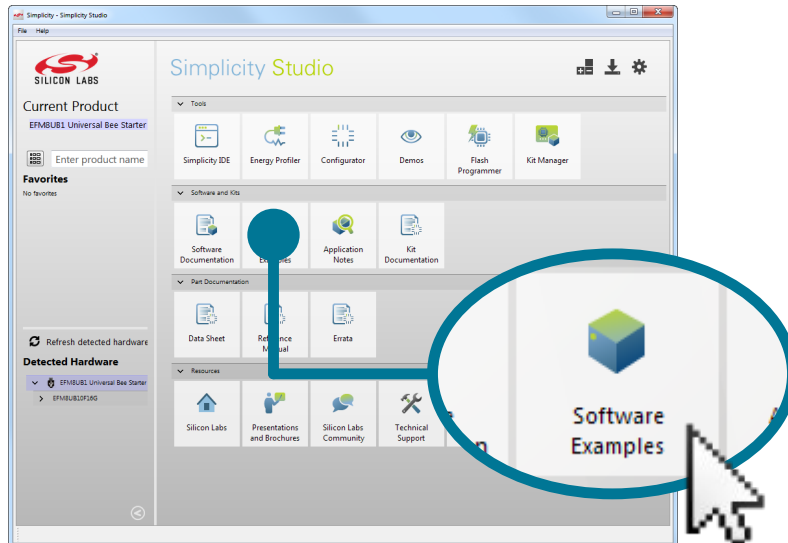 Simplicity - Simplicity Studio
File Help
SILICON LABS
Simplicity Studio
Current Product
EFM8UB1 Universal Bee Starter
Enter product name
Favorites
No favorites
Tools
Simplicity IDE
Energy Profiler
Configurator
Demos
Flash
Programmer
Kit Manager
Software and Kits
Software
Documentation
Examples
Application
Notes
Kit
Documentation
Part Documentation
Data Sheet
Reference
Manual
Errata
Resources
Silicon Labs
Presentations
and Brochures
Silicon Labs
Community
Technical
Support
Refresh detected hardware
Detected Hardware
EFM8UB1 Universal Bee Starter
EFM8UB10F16G
Software
Examples